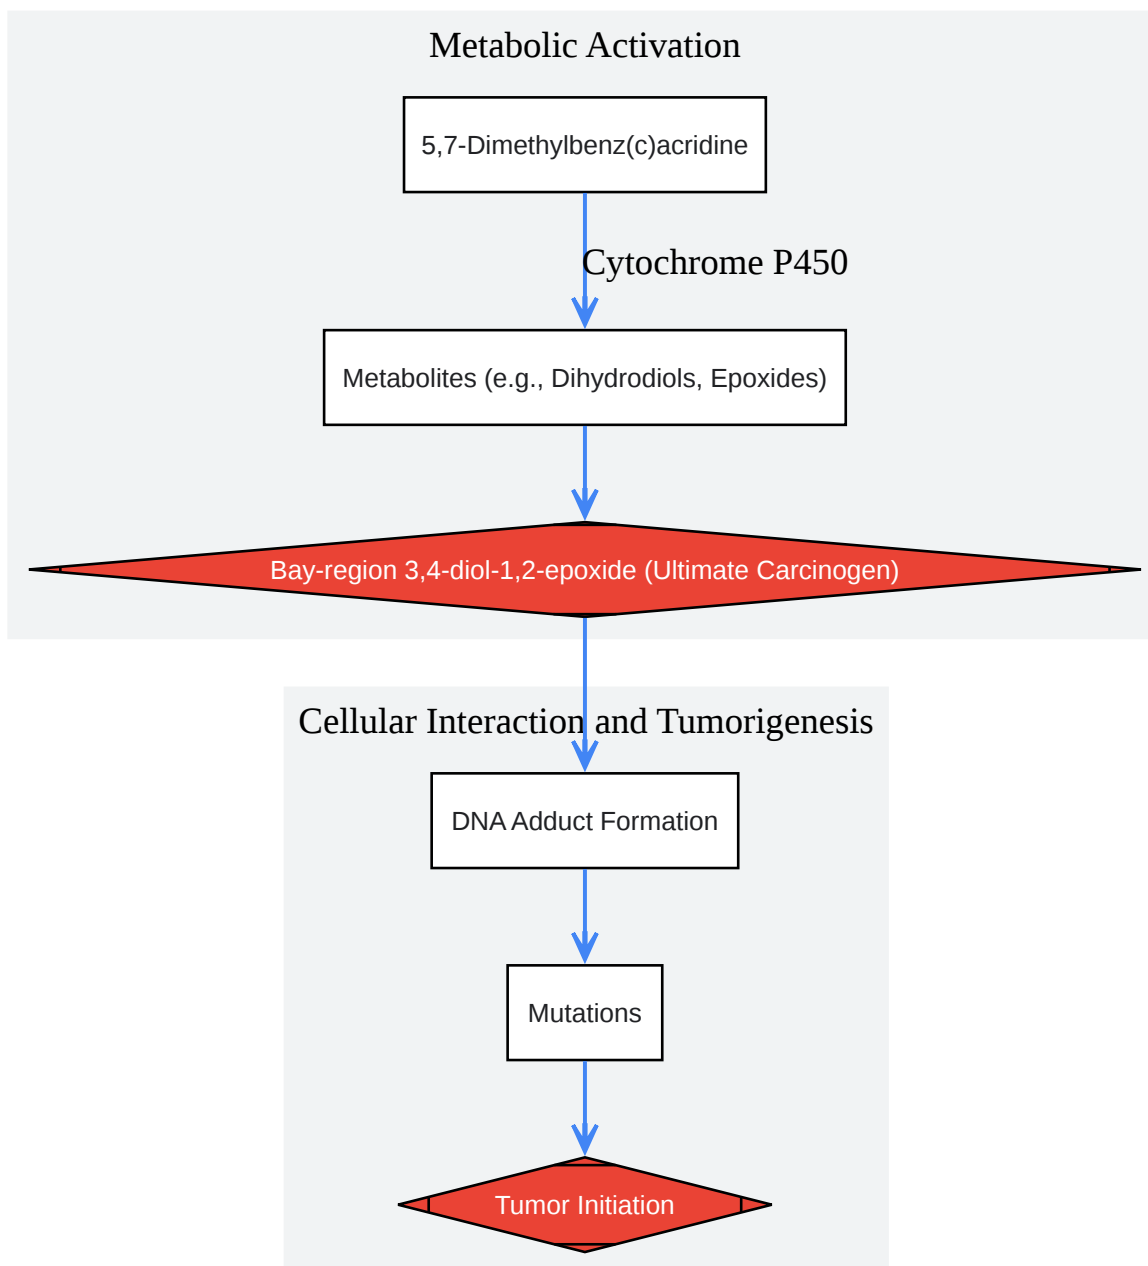 Metabolic Activation
5,7-Dimethylbenz(c)acridine
Cytochrome P450
Metabolites (e.g., Dihydrodiols, Epoxides)
Bay-region 3,4-diol-1,2-epoxide (Ultimate Carcinogen)
Cellular Interaction and Tumorigenesis
DNA Adduct Formation
Mutations
Tumor Initiation